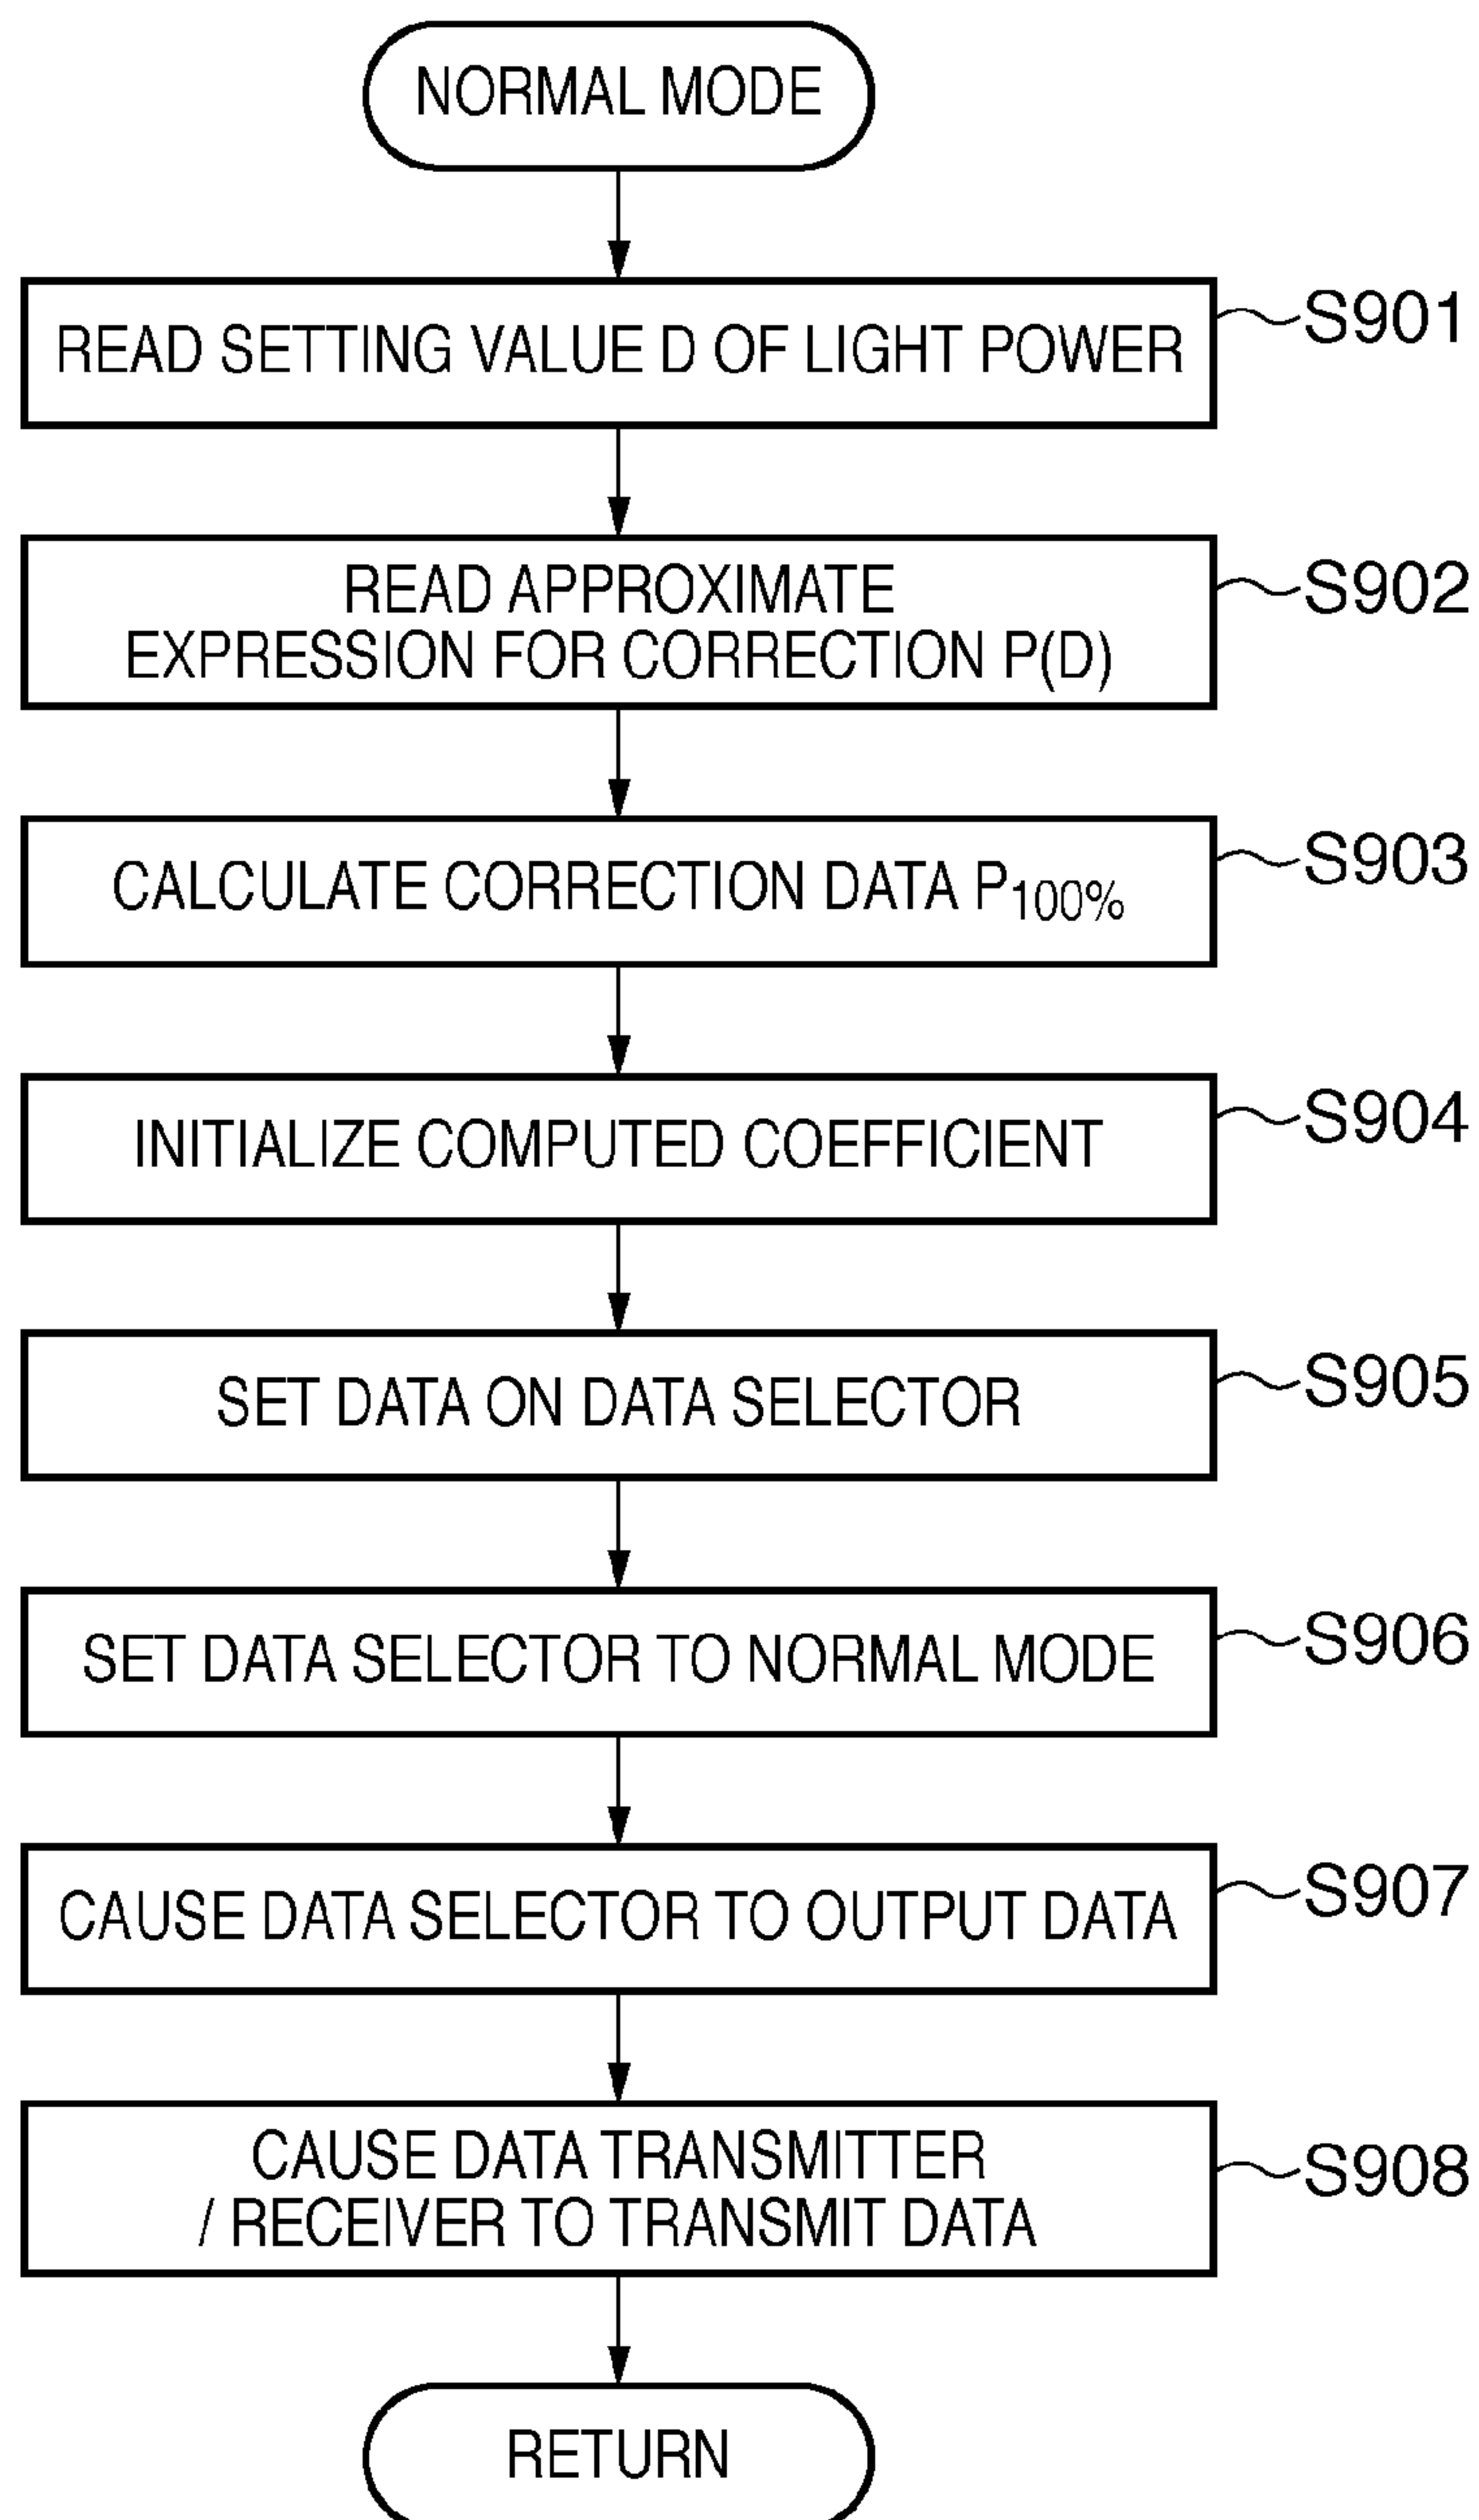 NORMAL MODE
READ SETTING VALUE D OF LIGHT POWER
S901
READ APPROXIMATE
EXPRESSION FOR CORRECTION P(D)
S902
CALCULATE CORRECTION DATA P100%
S903
INITIALIZE COMPUTED COEFFICIENT
S904
SET DATA ON DATA SELECTOR
S905
SET DATA SELECTOR TO NORMAL MODE
S906
CAUSE DATA SELECTOR TO OUTPUT DATA
S907
CAUSE DATA TRANSMITTER
/ RECEIVER TO TRANSMIT DATA
S908
RETURN